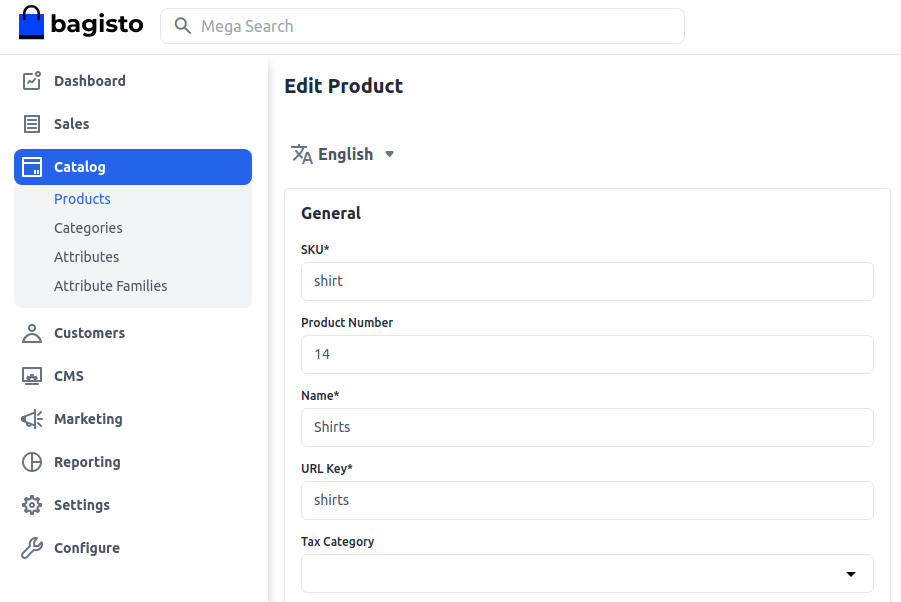 bagisto
Mega Search
Dashboard
Sales
Catalog
Products
Categories
Attributes
Attribute Families
Customers
CMS
Marketing
Reporting
Settings
Configure
Edit Product
English
General
SKU*
shirt
Product Number
14
Name*
Shirts
URL Key*
shirts
Tax Category